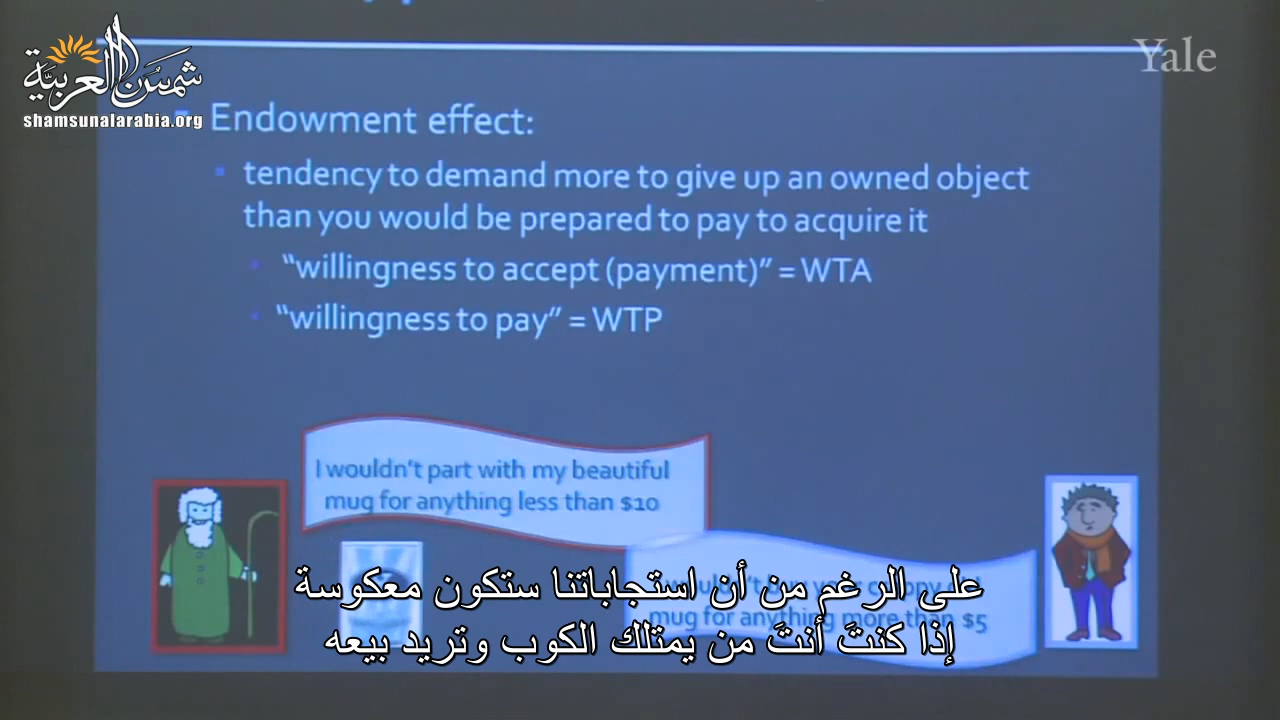 شمس العربية
shamsunalarabia.org
Yale
Endowment effect:
tendency to demand more to give up an owned object
than you would be prepared to pay to acquire it
“willingness to accept (payment)” = WTA
“willingness to pay” = WTP
I wouldn’t part with my beautiful
mug for anything less than $10
mug for anything more than $5
على الرغم من أن استجاباتنا ستكون معكوسة
إذا كنتَ أنتَ من يمتلك الكوب وتريد بيعه